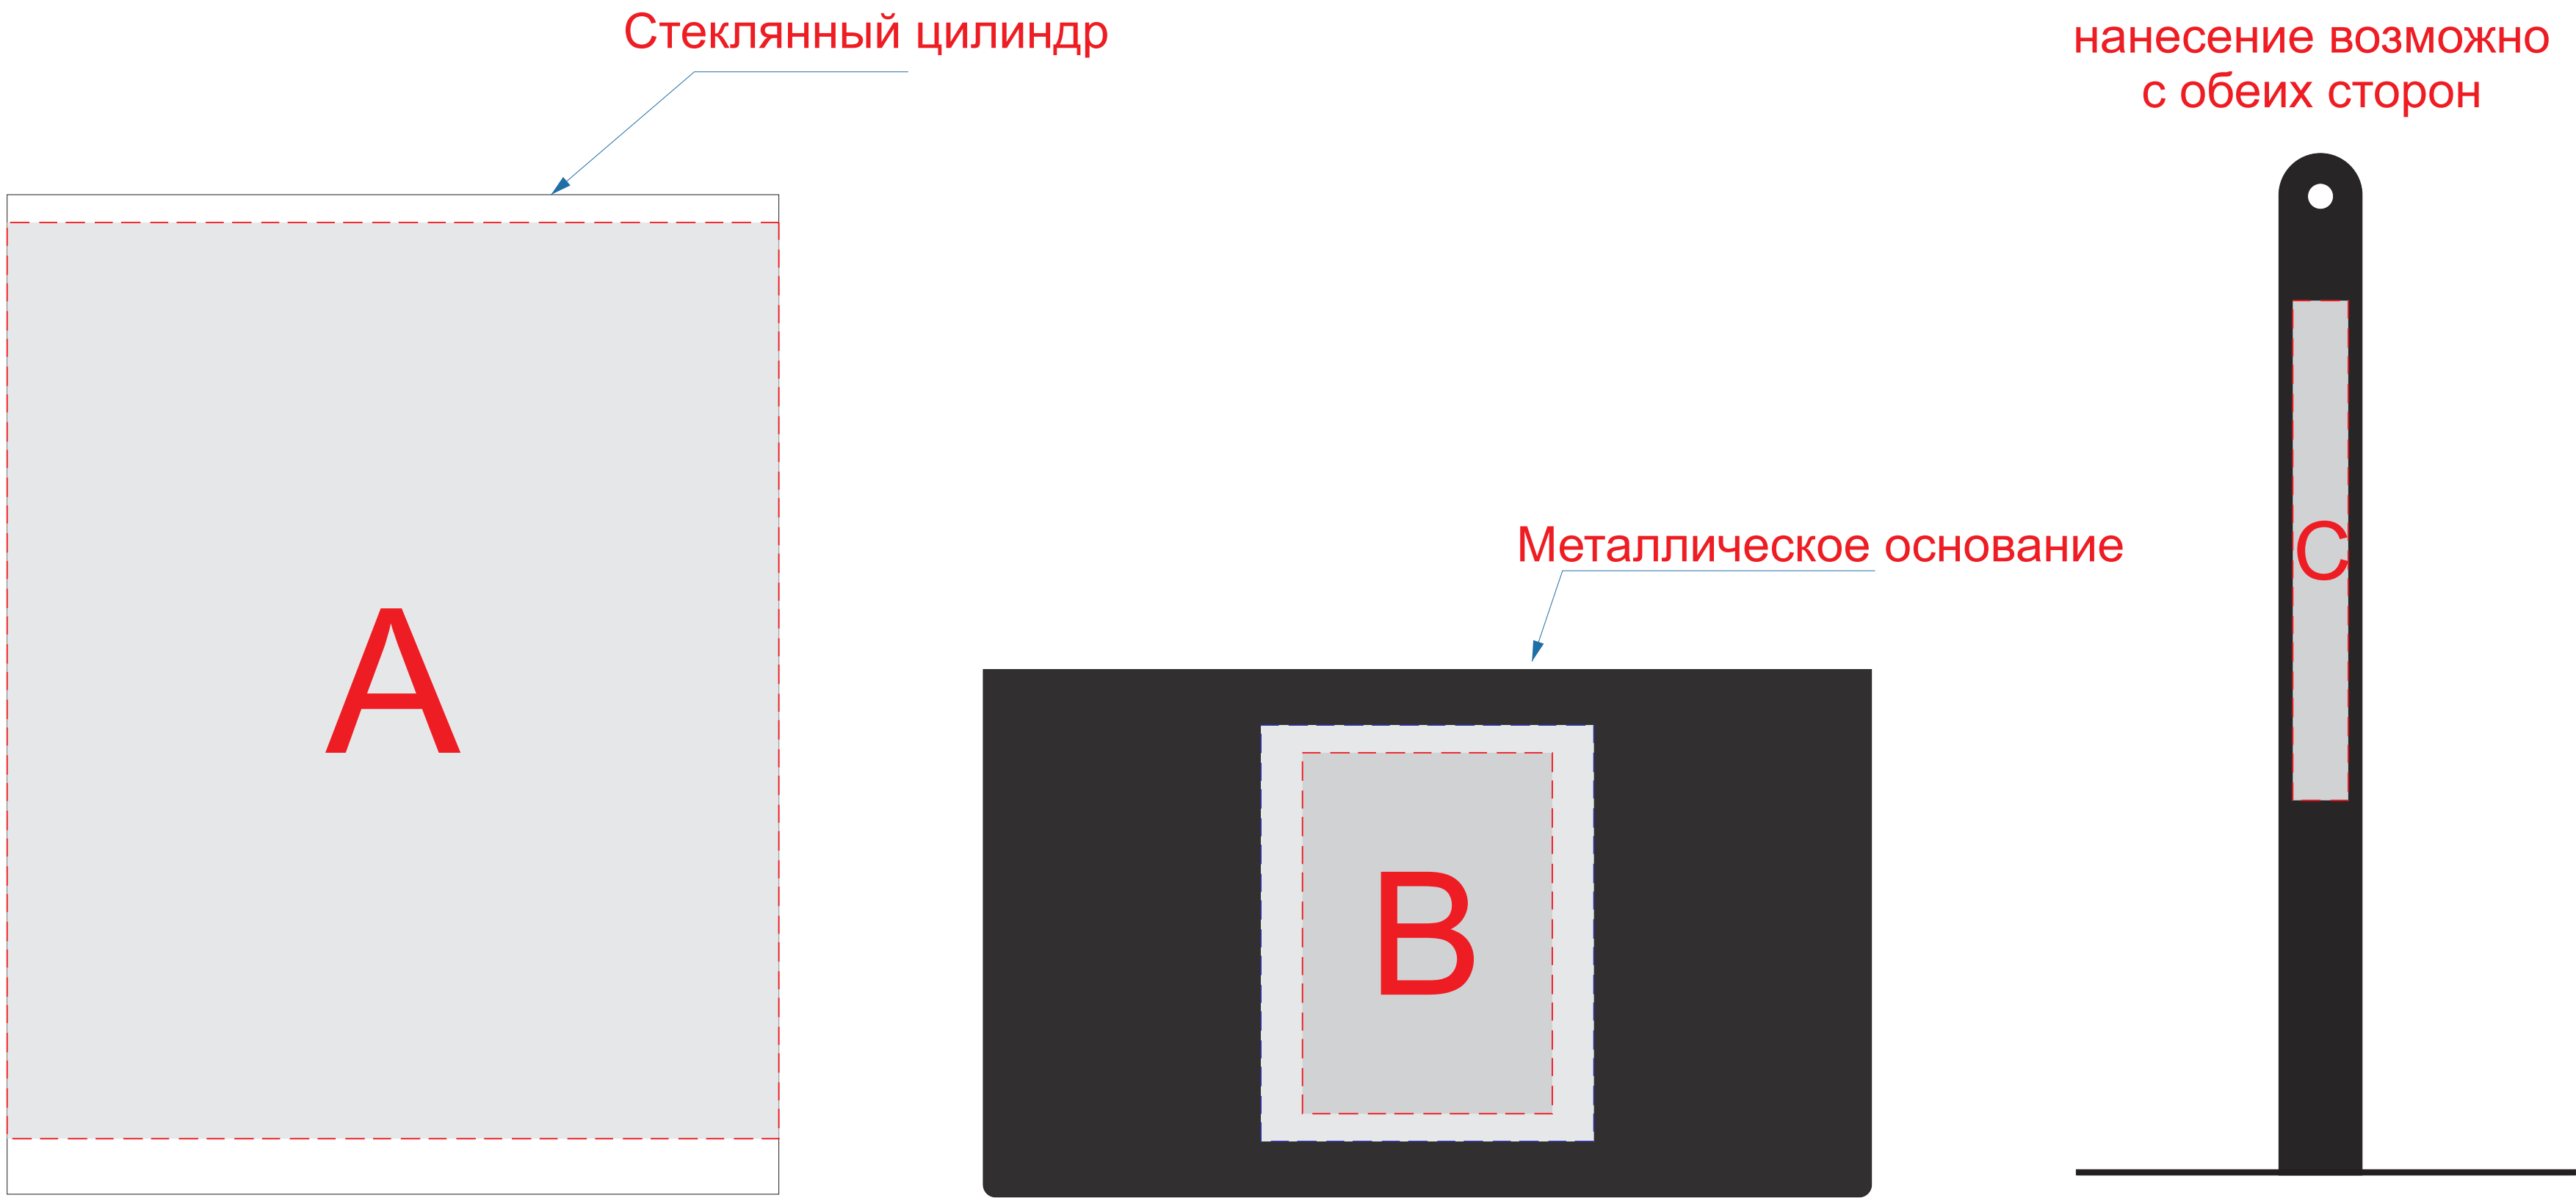 Стеклянный цилиндр
нанесение возможно
с обеих сторон
Металлическое основание
A
B
C